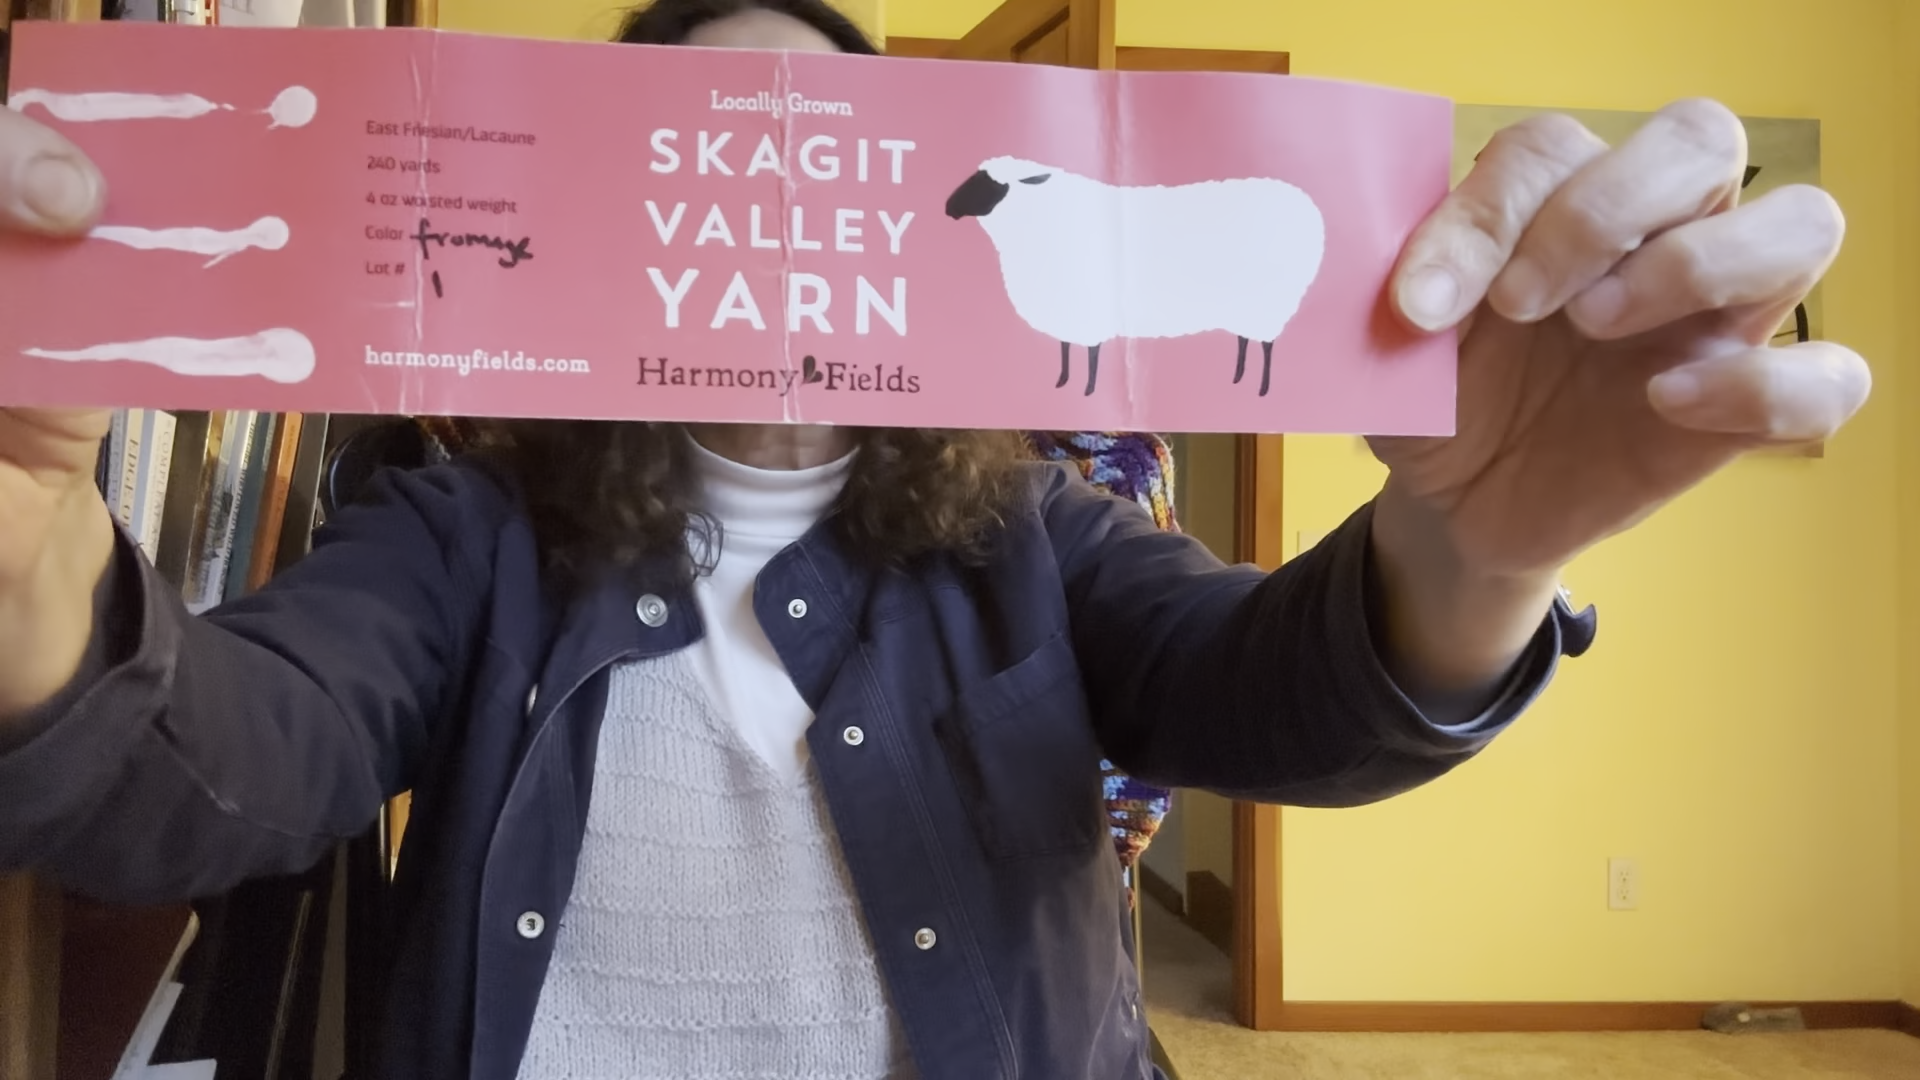 East Friesian/Lacaune
240 yards
4 oz worsted weight
Color fromage
Lot # 1
harmonyfields.com
Locally Grown
SKAGIT
VALLEY
YARN
Harmony Fields